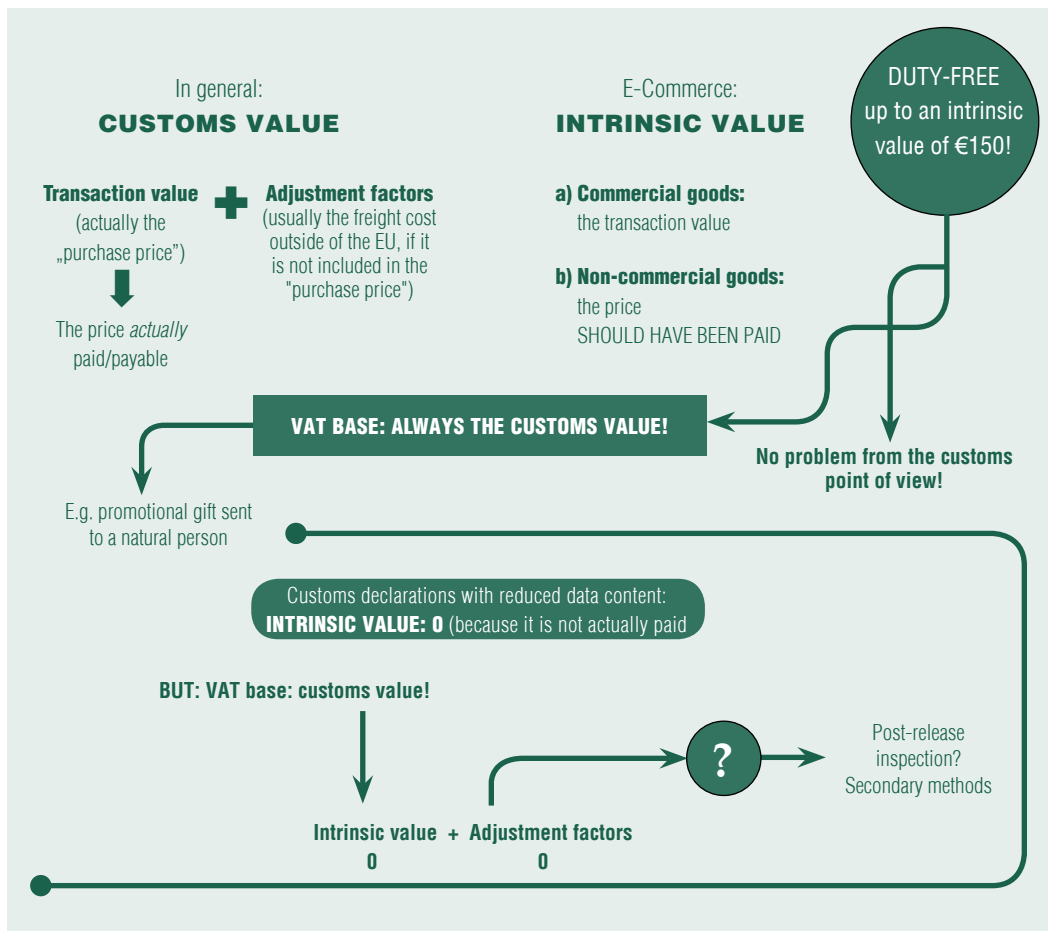 In general:
CUSTOMS VALUE
Transaction value
(actually the
„purchase price”)
The price actually
paid/payable
Adjustment factors
(usually the freight cost
outside of the EU, if it
is not included in the
"purchase price")
E-Commerce:
INTRINSIC VALUE
a) Commercial goods:
the transaction value
b) Non-commercial goods:
the price
SHOULD HAVE BEEN PAID
DUTY-FREE
up to an intrinsic
value of €150!
VAT BASE: ALWAYS THE CUSTOMS VALUE!
No problem from the customs
point of view!
E.g. promotional gift sent
to a natural person
Customs declarations with reduced data content:
INTRINSIC VALUE: 0 (because it is not actually paid
BUT: VAT base: customs value!
Intrinsic value + Adjustment factors
0 0
?
Post-release
inspection?
Secondary methods